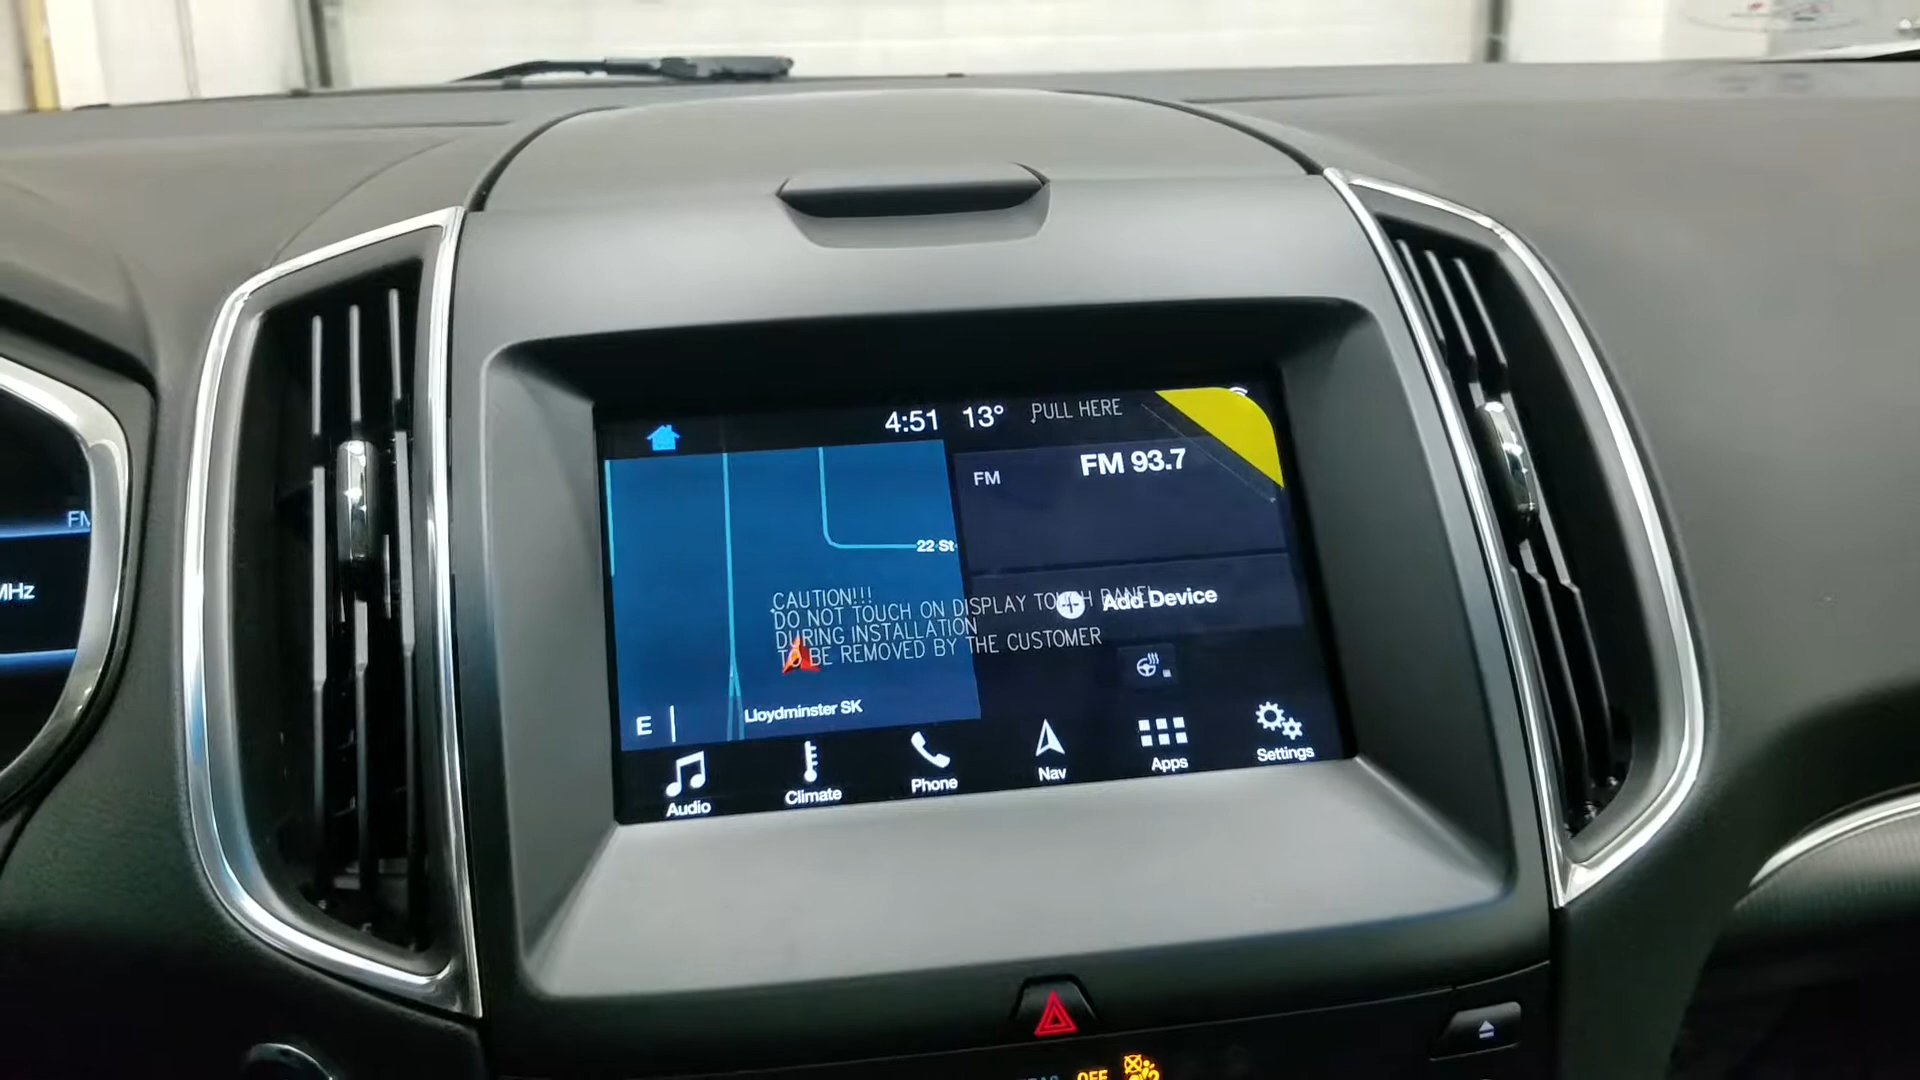 4:51 13° PULL HERE
FM FM 93.7
22 St
CAUTION!!!
DO NOT TOUCH ON DISPLAY TOUCH PANEL
DURING INSTALLATION
TO BE REMOVED BY THE CUSTOMER
Add Device
E
Lloydminster SK
Audio
Climate
Phone
Nav
Apps
Settings
FM
MHz
OFF
2